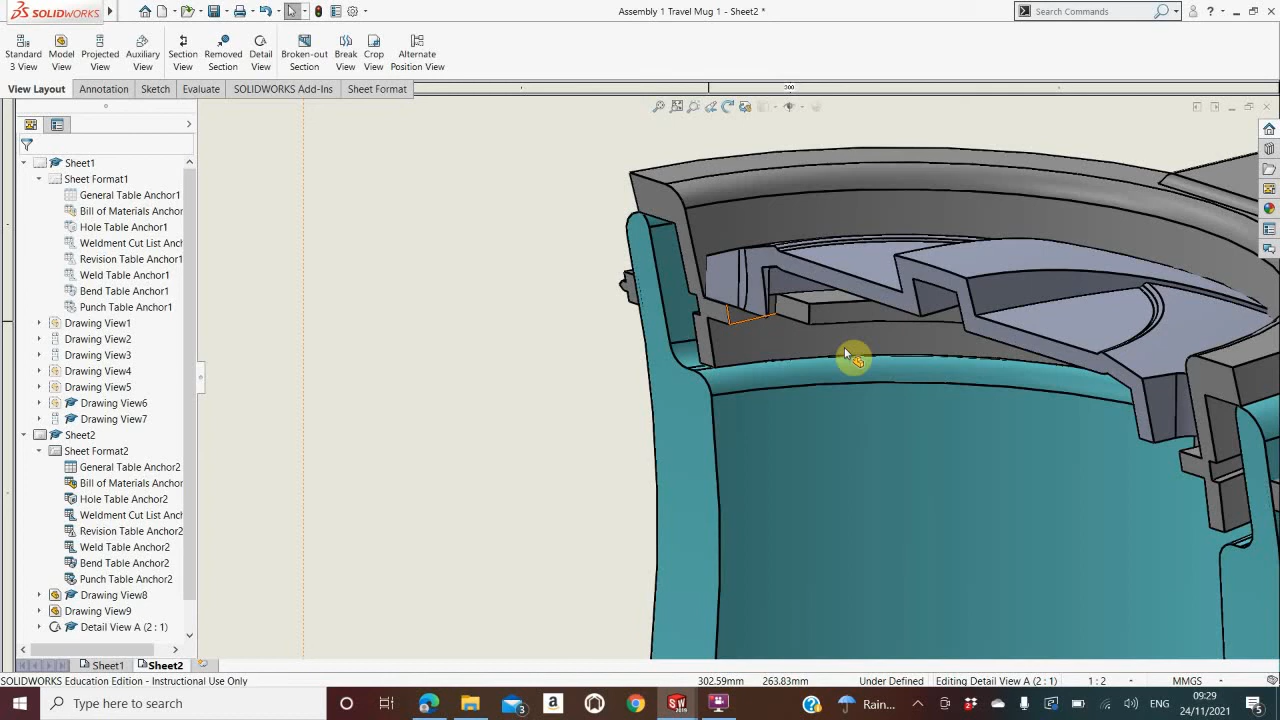 SOLIDWORKS
Assembly 1 Travel Mug 1 - Sheet2 *
Search Commands
Standard 3 View
Model View
Projected View
Auxiliary View
Section View
Removed Section
Detail View
Broken-out Section
Break View
Crop View
Alternate Position View
View Layout Annotation Sketch Evaluate SOLIDWORKS Add-Ins Sheet Format
300
Sheet1
Sheet Format1
General Table Anchor1
Bill of Materials Anchor
Hole Table Anchor1
Weldment Cut List Anch
Revision Table Anchor1
Weld Table Anchor1
Bend Table Anchor1
Punch Table Anchor1
Drawing View1
Drawing View2
Drawing View3
Drawing View4
Drawing View5
Drawing View6
Drawing View7
Sheet2
Sheet Format2
General Table Anchor2
Bill of Materials Anchor
Hole Table Anchor2
Weldment Cut List Anch
Revision Table Anchor2
Weld Table Anchor2
Bend Table Anchor2
Punch Table Anchor2
Drawing View8
Drawing View9
Detail View A (2 : 1)
Sheet1 Sheet2
SOLIDWORKS Education Edition - Instructional Use Only
302.59mm 263.83mm Under Defined Editing Detail View A (2 : 1) 1 : 2 MMGS
Type here to search
Rain...
09:29
24/11/2021